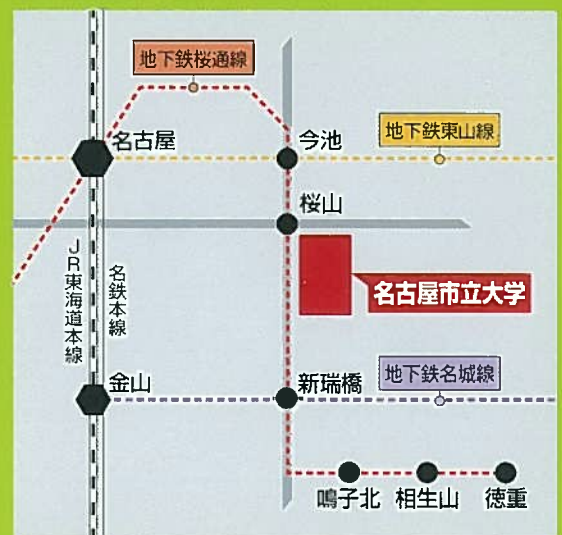 地下鉄桜通線
名古屋
今池
地下鉄東山線
桜山
名古屋市立大学
JR東海道本線
名鉄本線
金山
新瑞橋
地下鉄名城線
鳴子北
相生山
徳重